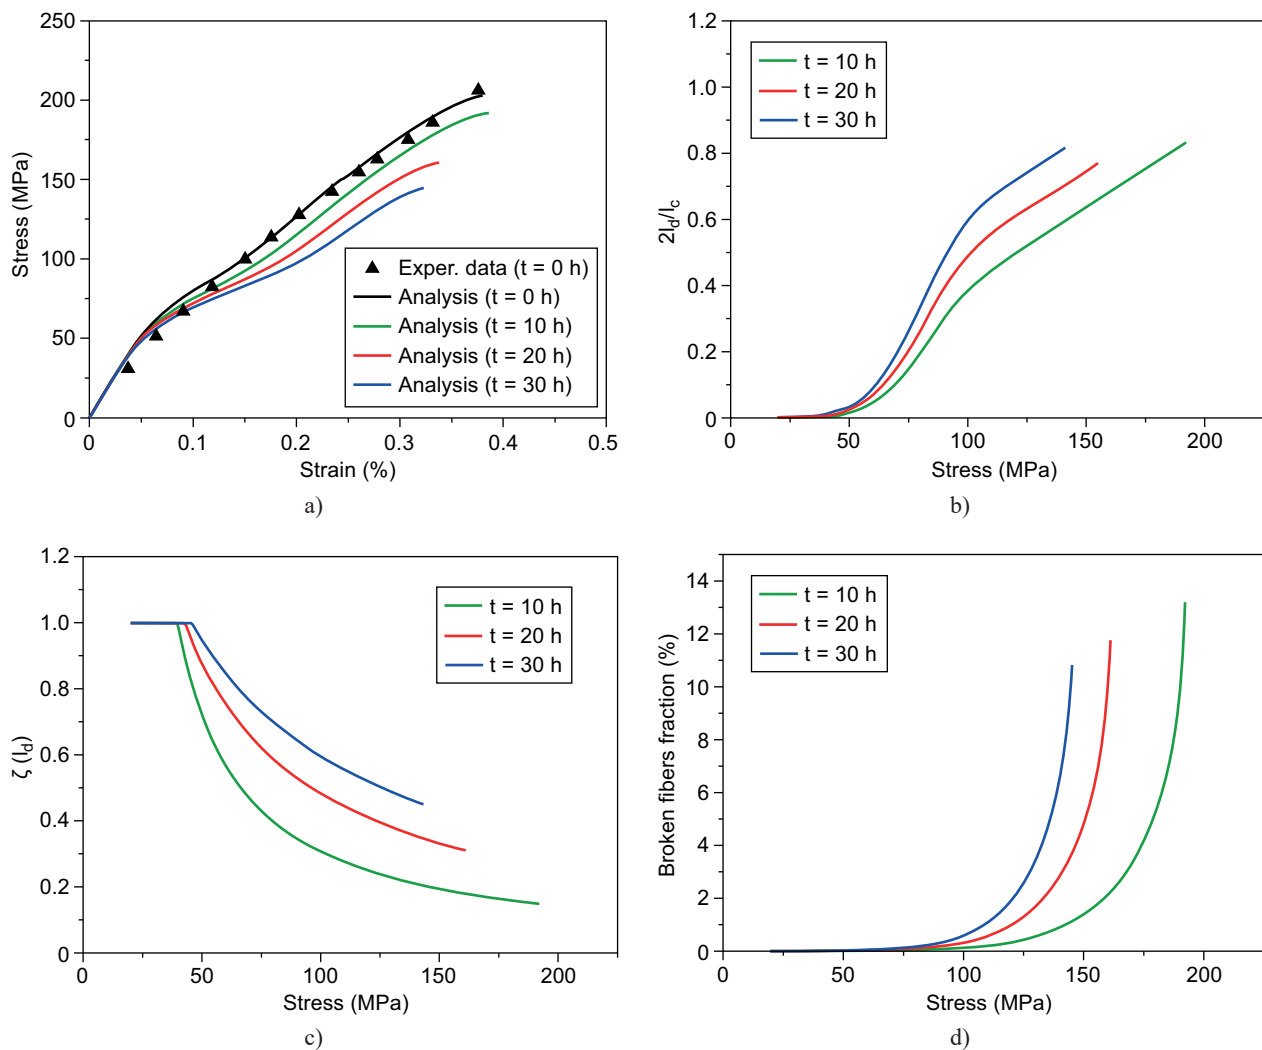 250
200
150
100
50
0
Stress (MPa)
0
0.1
0.2
0.3
0.4
0.5
Strain (%)
Exper. data (t = 0 h)
Analysis (t = 0 h)
Analysis (t = 10 h)
Analysis (t = 20 h)
Analysis (t = 30 h)
a)
1.2
1.0
0.8
0.6
0.4
0.2
0
2l_d/l_c
0
50
100
150
200
Stress (MPa)
t = 10 h
t = 20 h
t = 30 h
b)
1.2
1.0
0.8
0.6
0.4
0.2
0
ζ (l_d)
0
50
100
150
200
Stress (MPa)
t = 10 h
t = 20 h
t = 30 h
c)
14
12
10
8
6
4
2
0
Broken fibers fraction (%)
0
50
100
150
200
Stress (MPa)
t = 10 h
t = 20 h
t = 30 h
d)